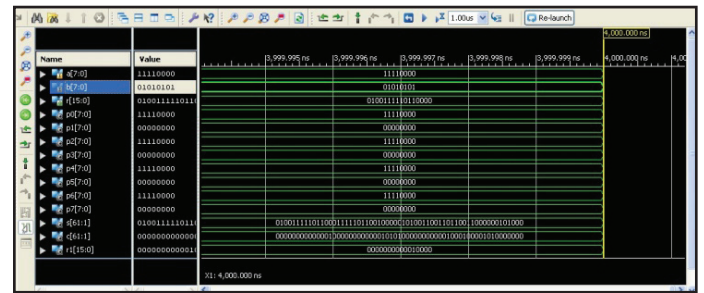 1.00us Re-launch
4,000.000 ns
Name Value 3,999.995 ns 3,999.996 ns 3,999.997 ns 3,999.998 ns 3,999.999 ns 4,000.000 ns 4,00
a[7:0] 11110000 11110000
b[7:0] 01010101 01010101
r[15:0] 0100111110110 0100111110110000
p0[7:0] 11110000 11110000
p1[7:0] 00000000 00000000
p2[7:0] 11110000 11110000
p3[7:0] 00000000 00000000
p4[7:0] 11110000 11110000
p5[7:0] 00000000 00000000
p6[7:0] 11110000 11110000
p7[7:0] 00000000 00000000
s[61:1]
c[61:1]
r1[15:0] 0000000000010000
X1: 4,000.000 ns